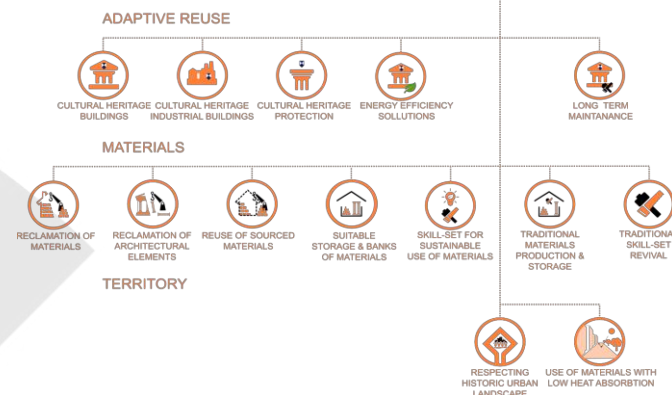 ADAPTIVE REUSE
CULTURAL HERITAGE
BUILDINGS
CULTURAL HERITAGE
INDUSTRIAL BUILDINGS
CULTURAL HERITAGE
PROTECTION
ENERGY EFFICIENCY
SOLLUTIONS
LONG TERM
MAINTANANCE
MATERIALS
RECLAMATION OF
MATERIALS
RECLAMATION OF
ARCHITECTURAL
ELEMENTS
REUSE OF SOURCED
MATERIALS
SUITABLE
STORAGE & BANKS
OF MATERIALS
SKILL-SET FOR
SUSTAINABLE
USE OF MATERIALS
TRADITIONAL
MATERIALS
PRODUCTION &
STORAGE
TRADITIONA
SKILL-SET
REVIVAL
TERRITORY
RESPECTING
HISTORIC URBAN
LANDSCAPE
USE OF MATERIALS WITH
LOW HEAT ABSORBTION